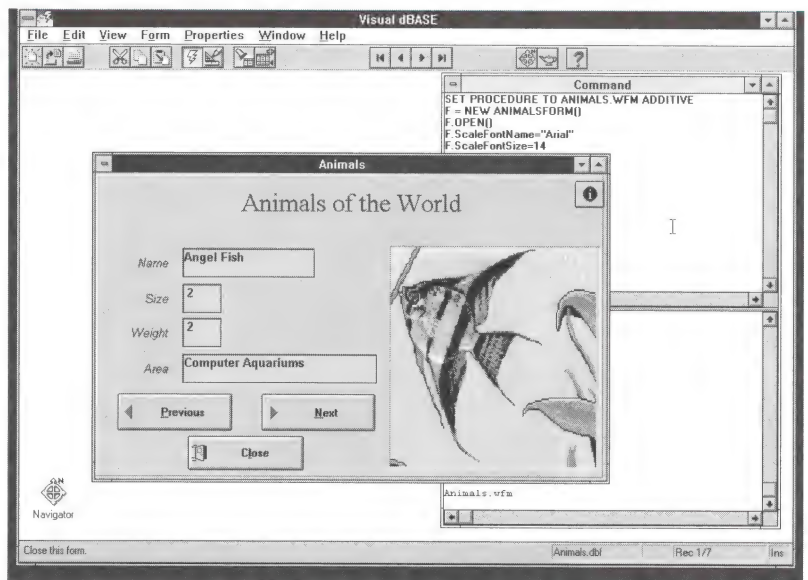 Visual dBASE
File Edit View Form Properties Window Help
Command
SET PROCEDURE TO ANIMALS.WFM ADDITIVE
F = NEW ANIMALSFORM()
F.OPEN()
F.ScaleFontName="Arial"
F.ScaleFontSize=14
Animals
Animals of the World
Name Angel Fish
Size 2
Weight 2
Area Computer Aquariums
Previous Next
Close
Animals.wfm
Navigator
Close this form. Animals.dbf Rec 1/7 Ins